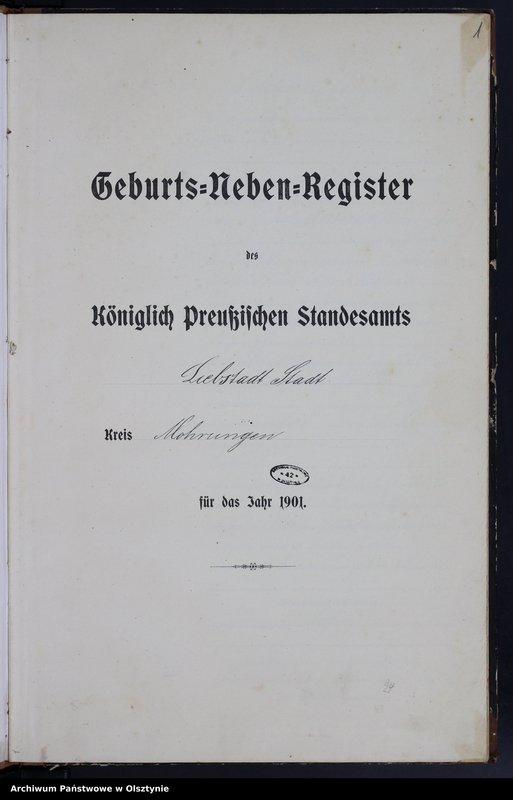 1
Geburts=Neben=Register
des
Königlich Preußischen Standesamts
Liebstadt Stadt
Kreis Mohrungen
* 42 *
für das Jahr 1901.
Archiwum Państwowe w Olsztynie